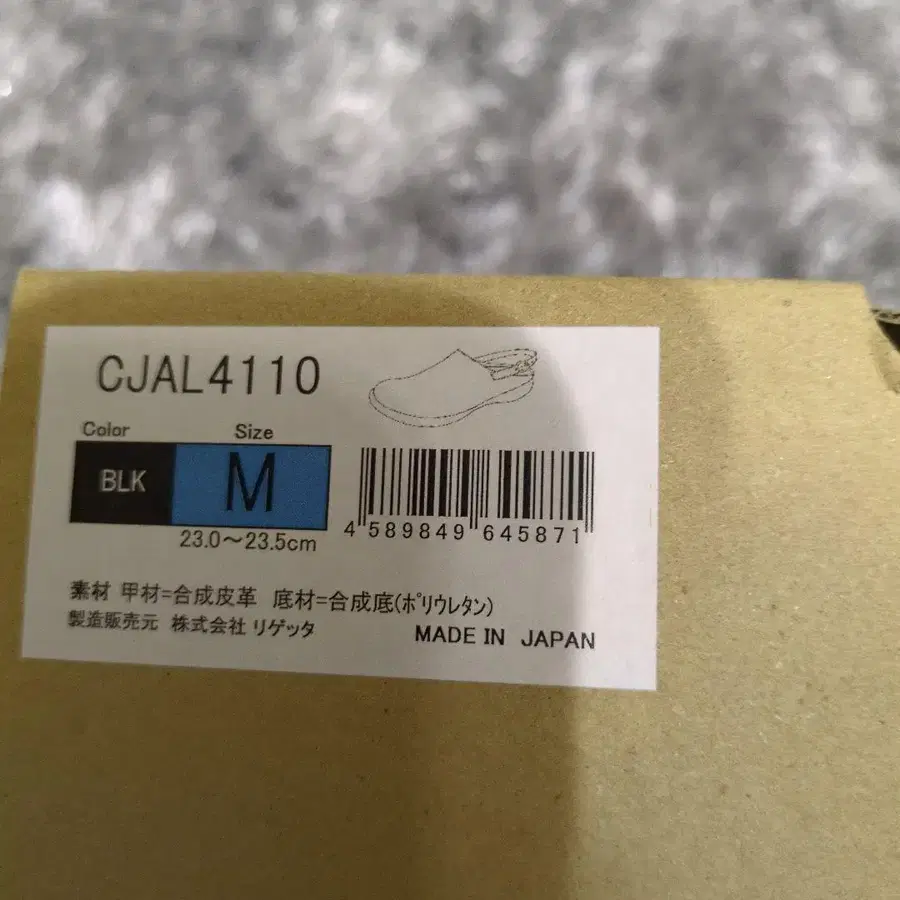 CJAL4110
Color Size
BLK M
23.0～23.5cm
4 589849 645871
素材 甲材=合成皮革 底材=合成底(ﾎﾟﾘｳﾚﾀﾝ)
製造販売元 株式会社 リゲッタ MADE IN JAPAN